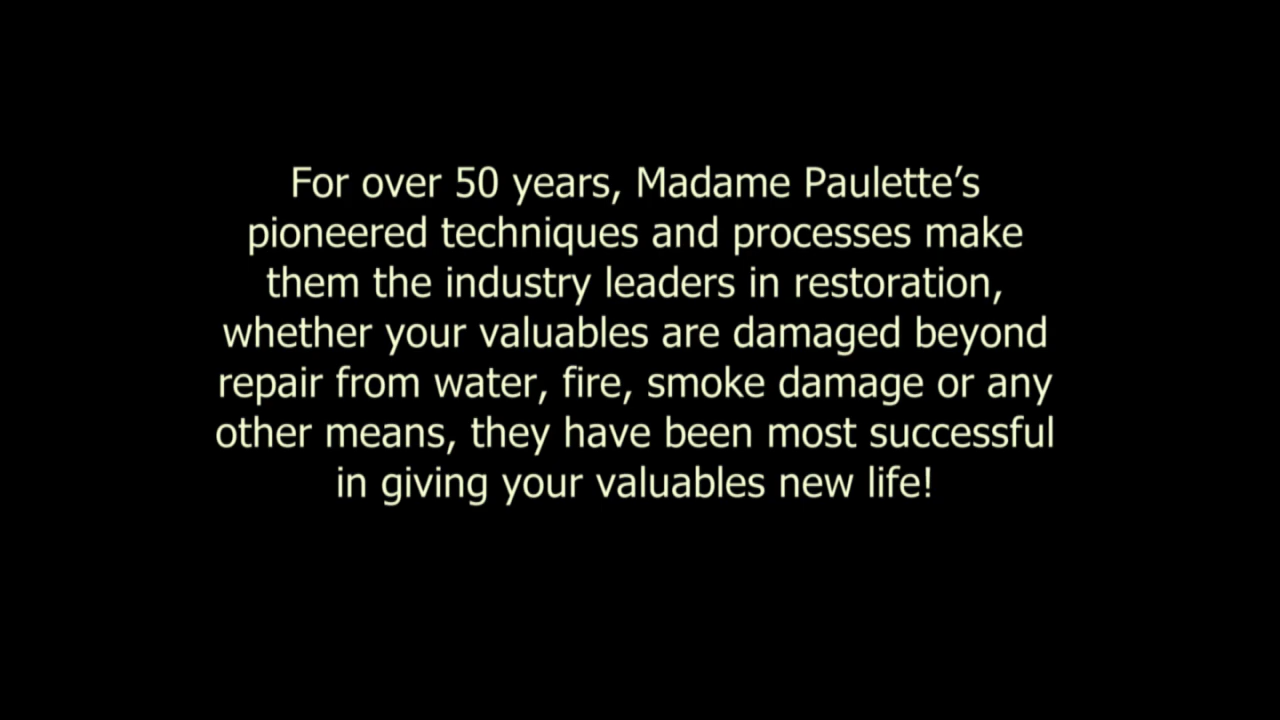 For over 50 years, Madame Paulette’s
pioneered techniques and processes make
them the industry leaders in restoration,
whether your valuables are damaged beyond
repair from water, fire, smoke damage or any
other means, they have been most successful
in giving your valuables new life!